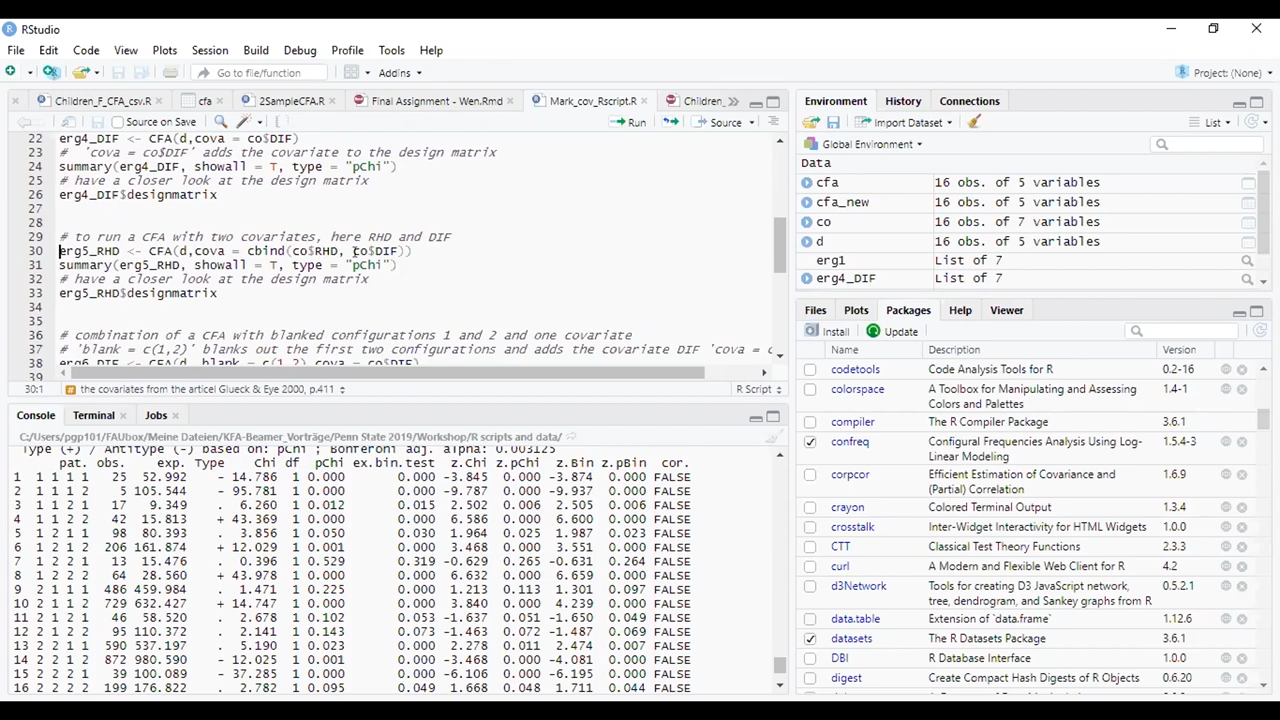 RStudio
File Edit View Plots Session Build Debug Profile Tools Help
Go to file/function Addins Project: (None)
Children_F_CFA_csv.R cfa 2SampleCFA.R Final Assignment - Wen.Rmd Mark_cov_Rscript.R Children_
Source on Save Run Source
22 erg4_DIF <- CFA(d,cova = co$DIF)
23 # 'cova = co$DIF' adds the covariate to the design matrix
24 summary(erg4_DIF, showall = T, type = "pChi")
25 # have a closer look at the design matrix
26 erg4_DIF$designmatrix
27
28
29 # to run a CFA with two covariates, here RHD and DIF
30 erg5_RHD <- CFA(d,cova = cbind(co$RHD, co$DIF))
31 summary(erg5_RHD, showall = T, type = "pChi")
32 # have a closer look at the design matrix
33 erg5_RHD$designmatrix
34
35
36 # combination of a CFA with blanked configurations 1 and 2 and one covariate
37 # 'blank = c(1,2)' blanks out the first two configurations and adds the covariate DIF 'cova = c
38 erg6_DIF <- CFA(d, blank = c(1,2),cova = co$DIF)
39
30:1 the covariates from the articel Glueck & Eye 2000, p.411 R Script
Console Terminal Jobs
C:/Users/pgp101/FAUbox/Meine Dateien/KFA-Beamer_Vorträge/Penn State 2019/Workshop/R scripts and data/
Type (+) / Antitype (-) based on: pChi ; Bonferoni adj. alpha: 0.003125
pat. obs. exp. Type Chi df pChi ex.bin.test z.Chi z.pChi z.Bin z.pBin cor.
1 1 1 1 1 25 52.992 - 14.786 1 0.000 0.000 -3.845 0.000 -3.874 0.000 FALSE
2 1 1 1 2 5 105.544 - 95.781 1 0.000 0.000 -9.787 0.000 -9.937 0.000 FALSE
3 1 1 2 1 17 9.349 . 6.260 1 0.012 0.015 2.502 0.006 2.505 0.006 FALSE
4 1 1 2 2 42 15.813 + 43.369 1 0.000 0.000 6.586 0.000 6.600 0.000 FALSE
5 1 2 1 1 98 80.393 . 3.856 1 0.050 0.030 1.964 0.025 1.987 0.023 FALSE
6 1 2 1 2 206 161.874 + 12.029 1 0.001 0.000 3.468 0.000 3.551 0.000 FALSE
7 1 2 2 1 13 15.476 . 0.396 1 0.529 0.319 -0.629 0.265 -0.631 0.264 FALSE
8 1 2 2 2 64 28.560 + 43.978 1 0.000 0.000 6.632 0.000 6.659 0.000 FALSE
9 2 1 1 1 486 459.984 . 1.471 1 0.225 0.113 1.213 0.113 1.301 0.097 FALSE
10 2 1 1 2 729 632.427 + 14.747 1 0.000 0.000 3.840 0.000 4.239 0.000 FALSE
11 2 1 2 1 46 58.520 . 2.678 1 0.102 0.053 -1.637 0.051 -1.650 0.049 FALSE
12 2 1 2 2 95 110.372 . 2.141 1 0.143 0.073 -1.463 0.072 -1.487 0.069 FALSE
13 2 2 1 1 590 537.197 . 5.190 1 0.023 0.007 2.278 0.011 2.474 0.007 FALSE
14 2 2 1 2 872 980.590 - 12.025 1 0.001 0.000 -3.468 0.000 -4.081 0.000 FALSE
15 2 2 2 1 39 100.089 - 37.285 1 0.000 0.000 -6.106 0.000 -6.195 0.000 FALSE
16 2 2 2 2 199 176.822 . 2.782 1 0.095 0.049 1.668 0.048 1.711 0.044 FALSE
Environment History Connections
Import Dataset List
Global Environment
Data
cfa 16 obs. of 5 variables
cfa_new 16 obs. of 5 variables
co 16 obs. of 7 variables
d 16 obs. of 5 variables
erg1 List of 7
erg4_DIF List of 7
Files Plots Packages Help Viewer
Install Update
Name Description Version
codetools Code Analysis Tools for R 0.2-16
colorspace A Toolbox for Manipulating and Assessing Colors and Palettes 1.4-1
compiler The R Compiler Package 3.6.1
confreq Configural Frequencies Analysis Using Log-Linear Modeling 1.5.4-3
corpcor Efficient Estimation of Covariance and (Partial) Correlation 1.6.9
crayon Colored Terminal Output 1.3.4
crosstalk Inter-Widget Interactivity for HTML Widgets 1.0.0
CTT Classical Test Theory Functions 2.3.3
curl A Modern and Flexible Web Client for R 4.2
d3Network Tools for creating D3 JavaScript network, tree, dendrogram, and Sankey graphs from R 0.5.2.1
data.table Extension of `data.frame` 1.12.6
datasets The R Datasets Package 3.6.1
DBI R Database Interface 1.0.0
digest Create Compact Hash Digests of R Objects 0.6.20